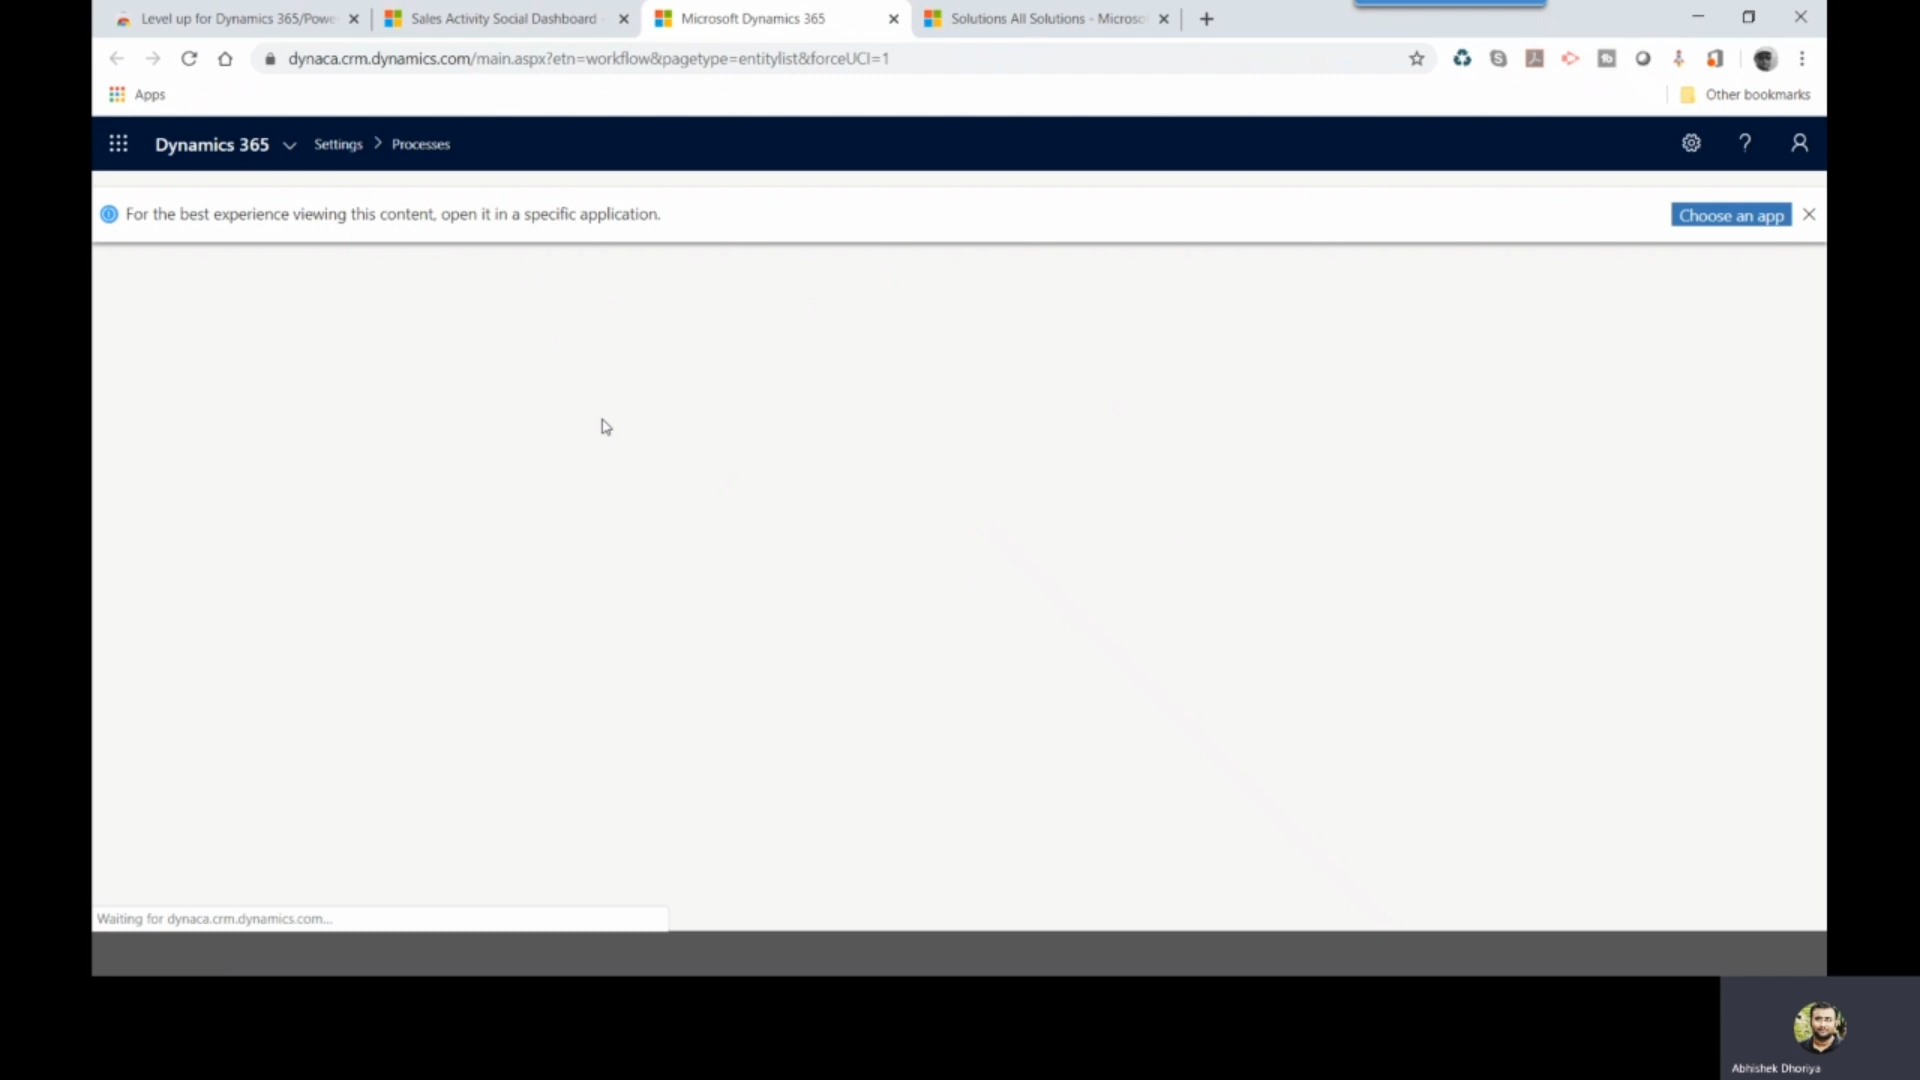 Level up for Dynamics 365/Powe
Sales Activity Social Dashboard
Microsoft Dynamics 365
Solutions All Solutions - Microso
dynaca.crm.dynamics.com/main.aspx?etn=workflow&pagetype=entitylist&forceUCI=1
Apps
Other bookmarks
Dynamics 365
Settings > Processes
For the best experience viewing this content, open it in a specific application.
Choose an app
Waiting for dynaca.crm.dynamics.com...
Abhishek Dhoriya